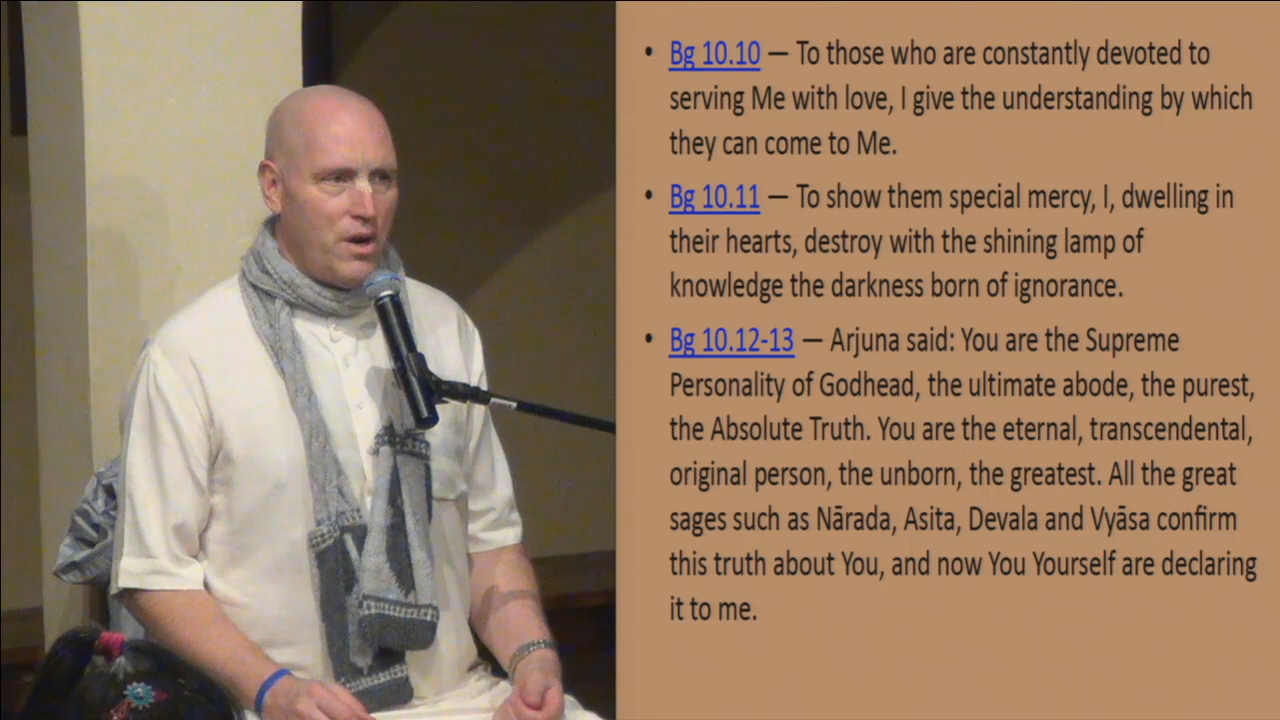 • Bg 10.10 — To those who are constantly devoted to
serving Me with love, I give the understanding by which
they can come to Me.
• Bg 10.11 — To show them special mercy, I, dwelling in
their hearts, destroy with the shining lamp of
knowledge the darkness born of ignorance.
• Bg 10.12-13 — Arjuna said: You are the Supreme
Personality of Godhead, the ultimate abode, the purest,
the Absolute Truth. You are the eternal, transcendental,
original person, the unborn, the greatest. All the great
sages such as Nārada, Asita, Devala and Vyāsa confirm
this truth about You, and now You Yourself are declaring
it to me.